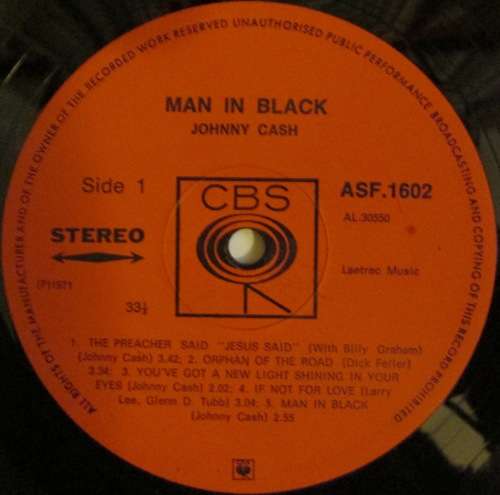 ALL RIGHTS OF THE MANUFACTURER AND OF THE OWNER OF THE RECORDED WORK RESERVED UNAUTHORISED PUBLIC PERFORMANCE BROADCASTING AND COPYING OF THIS RECORD PROHIBITED
MAN IN BLACK
JOHNNY CASH
Side 1
CBS
ASF.1602
AL.30550
STEREO
Laetrec Music
(P)1971
33⅓
1. THE PREACHER SAID "JESUS SAID" (With Billy Graham)
(Johnny Cash) 3.42; 2. ORPHAN OF THE ROAD (Dick Feller)
3.34; 3. YOU'VE GOT A NEW LIGHT SHINING IN YOUR
EYES (Johnny Cash) 2.02; 4. IF NOT FOR LOVE (Larry
Lee, Glenn D. Tubb) 3.04; 5. MAN IN BLACK
(Johnny Cash) 2.55